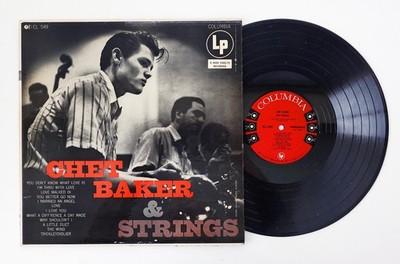 CL 549
COLUMBIA
Lp
CHET
BAKER
& STRINGS
YOU DON'T KNOW WHAT LOVE IS
I'M THRU WITH LOVE
LOVE WALKED IN
YOU BETTER GO NOW
I MARRIED AN ANGEL
LOVE
I LOVE YOU
WHAT A DIFFERENCE A DAY MADE
WHY SHOULDN'T I
A LITTLE DUET
THE WIND
TRICKLEYDIDLIER
COLUMBIA